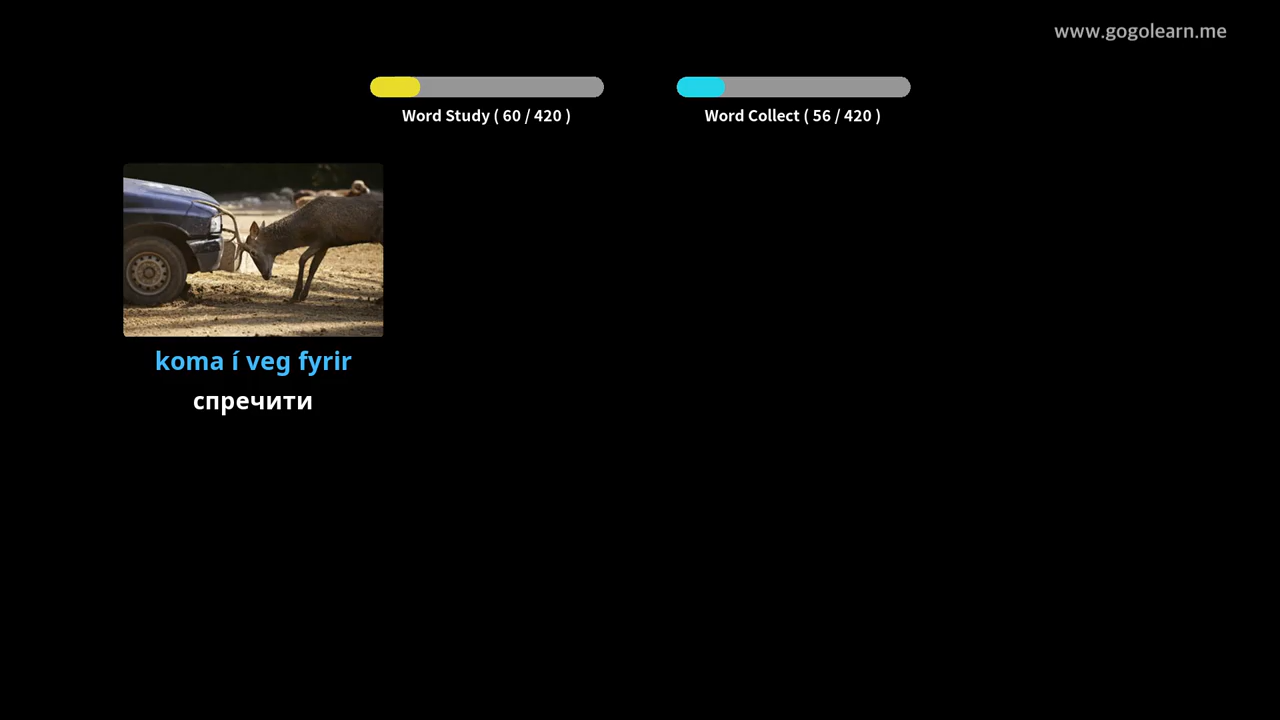 www.gogolearn.me
Word Study ( 60 / 420 )
Word Collect ( 56 / 420 )
koma í veg fyrir
спречити